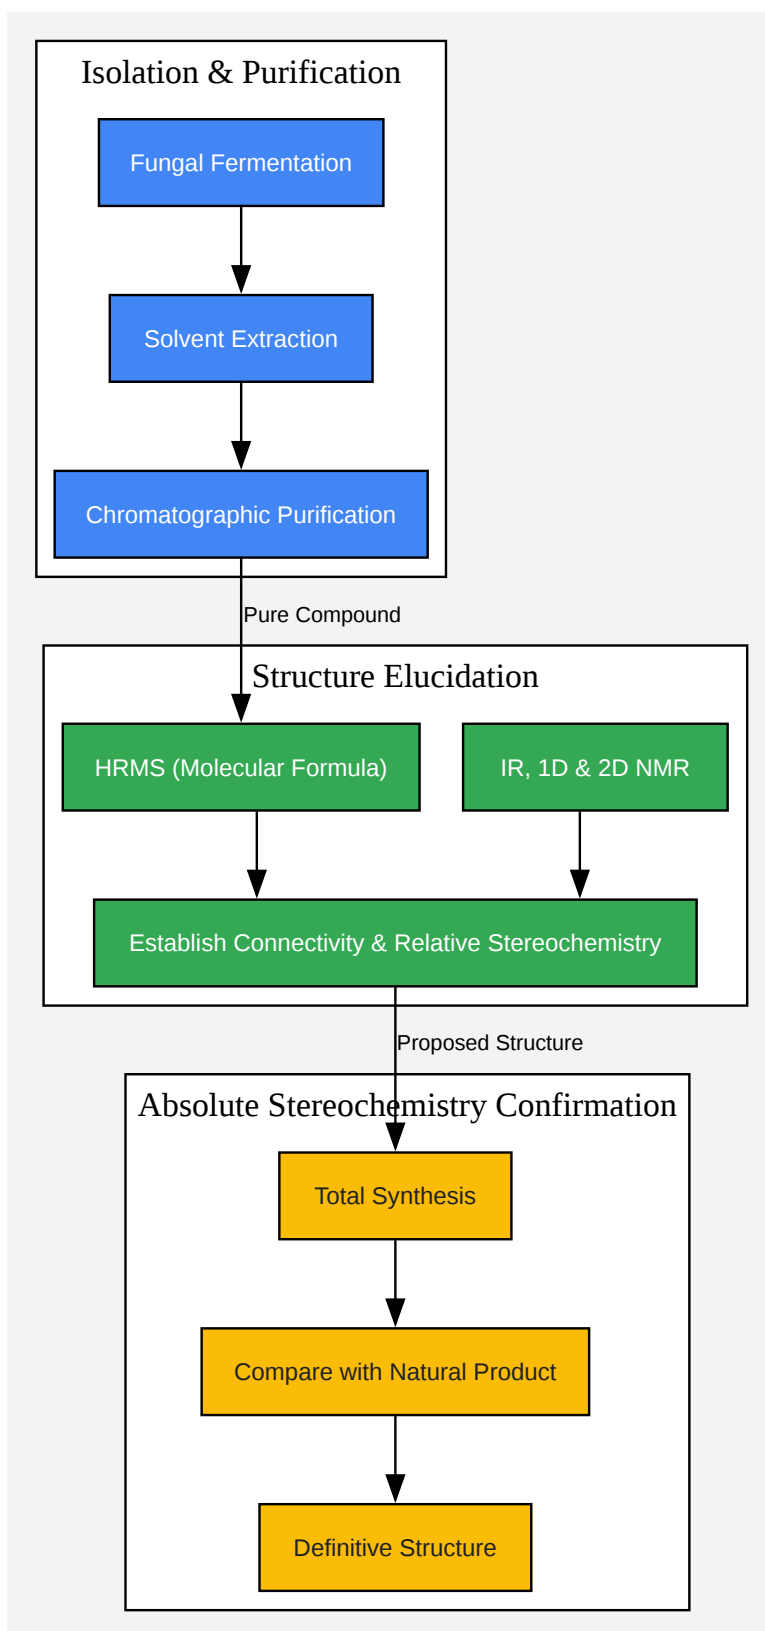 Isolation & Purification
Fungal Fermentation
Solvent Extraction
Chromatographic Purification
Pure Compound
Structure Elucidation
HRMS (Molecular Formula)
IR, 1D & 2D NMR
Establish Connectivity & Relative Stereochemistry
Proposed Structure
Absolute Stereochemistry Confirmation
Total Synthesis
Compare with Natural Product
Definitive Structure